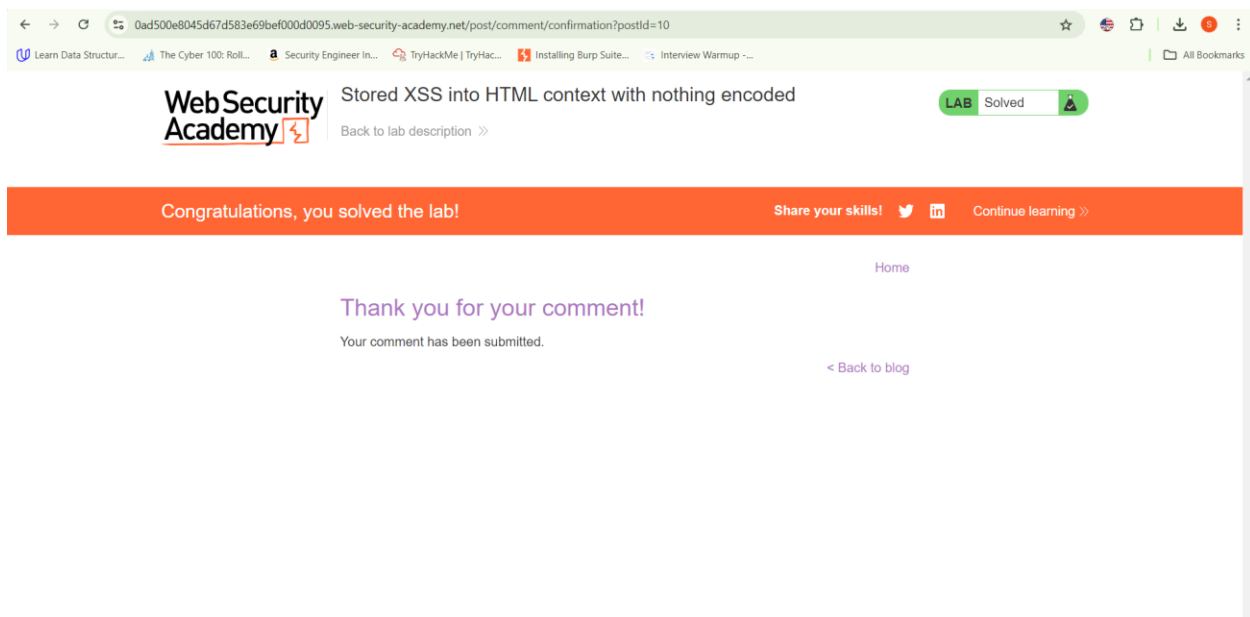 0ad500e8045d67d583e69bef000d0095.web-security-academy.net/post/comment/confirmation?postId=10
S
Learn Data Structur... The Cyber 100: Roll... a Security Engineer In... TryHackMe | TryHac... Installing Burp Suite... Interview Warmup -... All Bookmarks
Web Security Academy
Stored XSS into HTML context with nothing encoded
LAB Solved
Back to lab description »
Congratulations, you solved the lab! Share your skills! in Continue learning »
Home
Thank you for your comment!
Your comment has been submitted.
< Back to blog